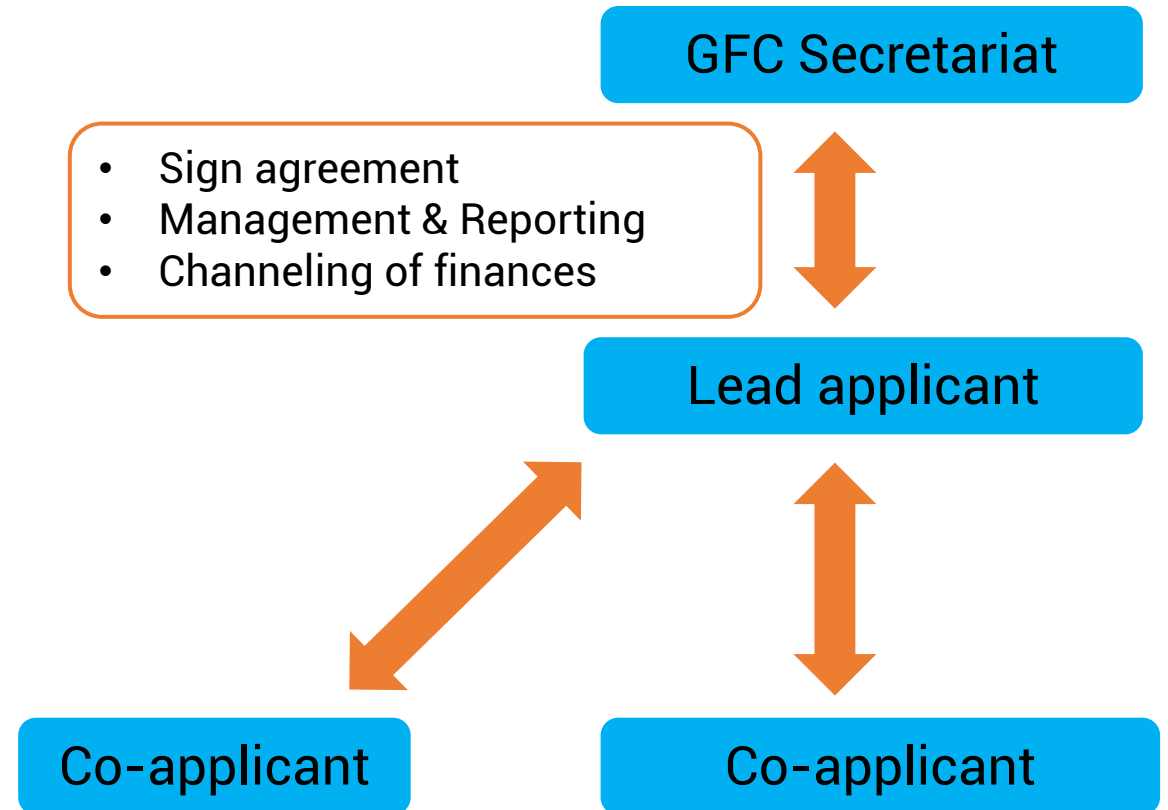 GFC Secretariat
• Sign agreement
• Management & Reporting
• Channeling of finances
Lead applicant
Co-applicant
Co-applicant